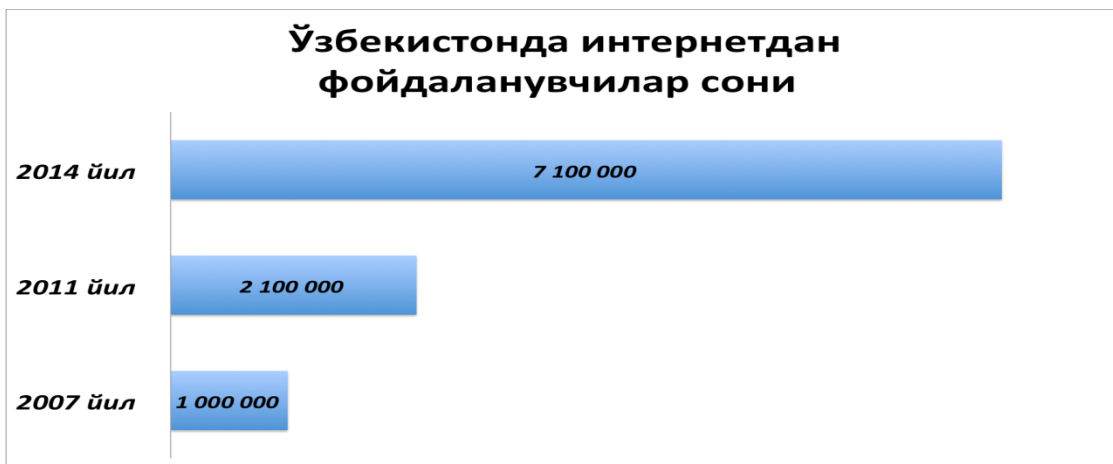 Ўзбекистонда интернетдан
фойдаланувчилар сони
2014 йил
7 100 000
2011 йил
2 100 000
2007 йил
1 000 000